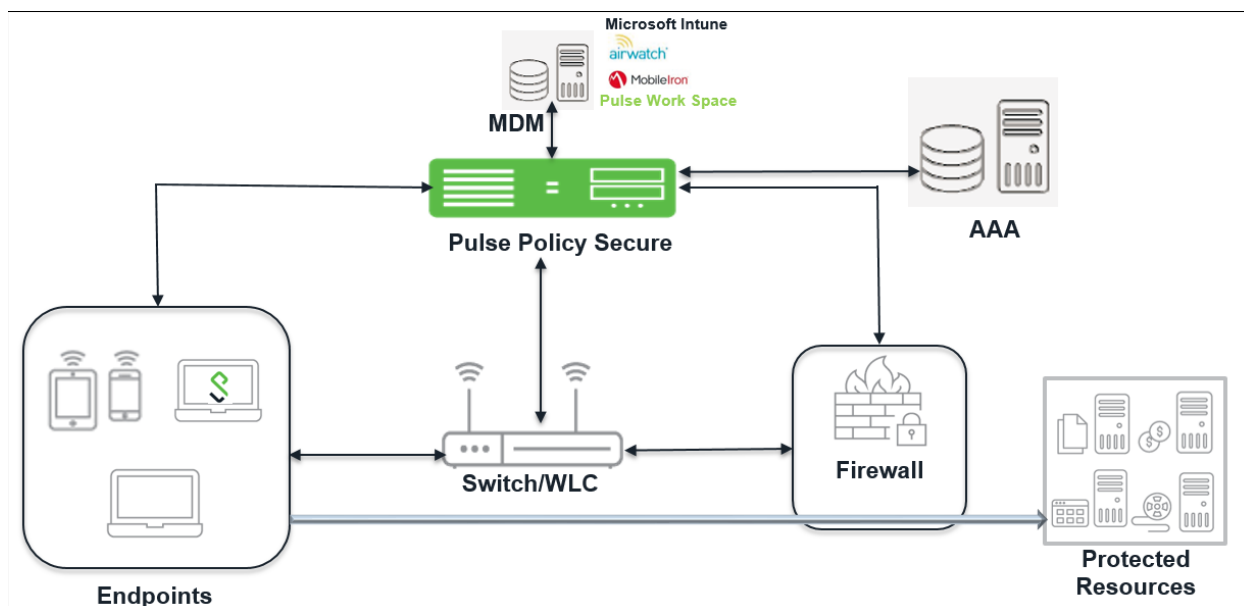 Microsoft Intune
airwatch
MobileIron
Pulse Work Space
MDM
AAA
Pulse Policy Secure
Switch/WLC
Firewall
Protected
Resources
Endpoints